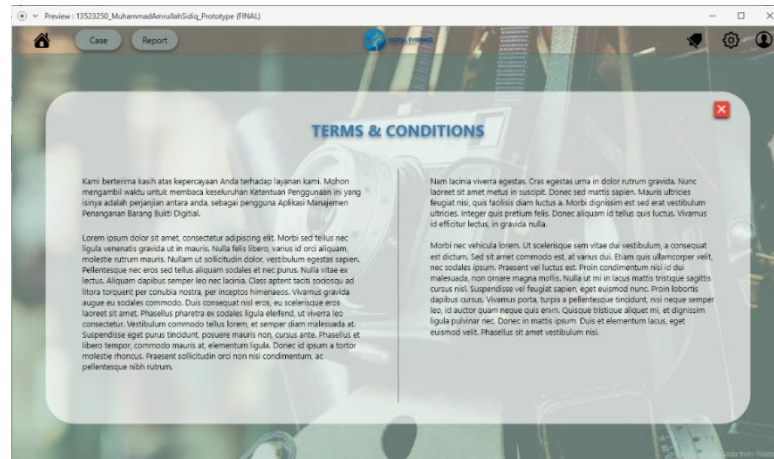 Preview : 13523250_MuhammadAmrullahSidiq_Prototype (FINAL)
Case
Report
DIGITAL EVIDENCE
TERMS & CONDITIONS
Kami berterima kasih atas kepercayaan Anda terhadap layanan kami. Mohon
mengambil waktu untuk membaca keseluruhan Ketentuan Penggunaan ini yang
isinya adalah perjanjian antara anda, sebagai pengguna Aplikasi Manajemen
Penanganan Barang Bukti Digital.
Lorem ipsum dolor sit amet, consectetur adipiscing elit. Morbi sed tellus nec
ligula venenatis gravida ut in mauris. Nulla felis libero, varius id orci aliquam,
molestie rutrum mauris. Nullam ut sollicitudin dolor, vestibulum egestas sapien.
Pellentesque nec eros sed tellus aliquam sodales et nec purus. Nulla vitae ex
lectus. Aliquam dapibus semper leo nec lacinia. Class aptent taciti sociosqu ad
litora torquent per conubia nostra, per inceptos himenaeos. Vivamus gravida
augue eu sodales commodo. Duis consequat nisl eros, eu scelerisque eros
laoreet sit amet. Phasellus pharetra ex sodales ligula eleifend, ut viverra leo
consectetur. Vestibulum commodo tellus lorem, et semper diam malesuada at.
Suspendisse eget purus tincidunt, posuere mauris non, cursus ante. Phasellus et
libero tempor, commodo mauris at, elementum ligula. Donec id ipsum a tortor
molestie rhoncus. Praesent sollicitudin orci non nisi condimentum, ac
pellentesque nibh rutrum.
Nam lacinia viverra egestas. Cras egestas urna in dolor rutrum gravida. Nunc
laoreet sit amet metus in suscipit. Donec sed mattis sapien. Mauris ultricies
feugiat nisi, quis facilisis diam luctus a. Morbi dignissim est sed erat vestibulum
ultricies. Integer quis pretium felis. Donec aliquam id tellus quis luctus. Vivamus
id efficitur lectus, in gravida nulla.
Morbi nec vehicula lorem. Ut scelerisque sem vitae dui vestibulum, a consequat
est dictum. Sed sit amet commodo est, at varius dui. Etiam quis ullamcorper velit,
nec sodales ipsum. Praesent vel luctus est. Proin condimentum nisi id dui
malesuada, non ornare magna mollis. Nulla ut mi in lacus mattis tristique sagittis
cursus nisl. Suspendisse vel feugiat sapien, eget euismod nunc. Proin lobortis
dapibus cursus. Vivamus porta, turpis a pellentesque tincidunt, nisi neque semper
leo, id auctor quam neque quis enim. Quisque tristique aliquet mi, et dignissim
ligula pulvinar nec. Donec in mattis ipsum. Duis et elementum lacus, eget
euismod velit. Phasellus sit amet vestibulum nisi.